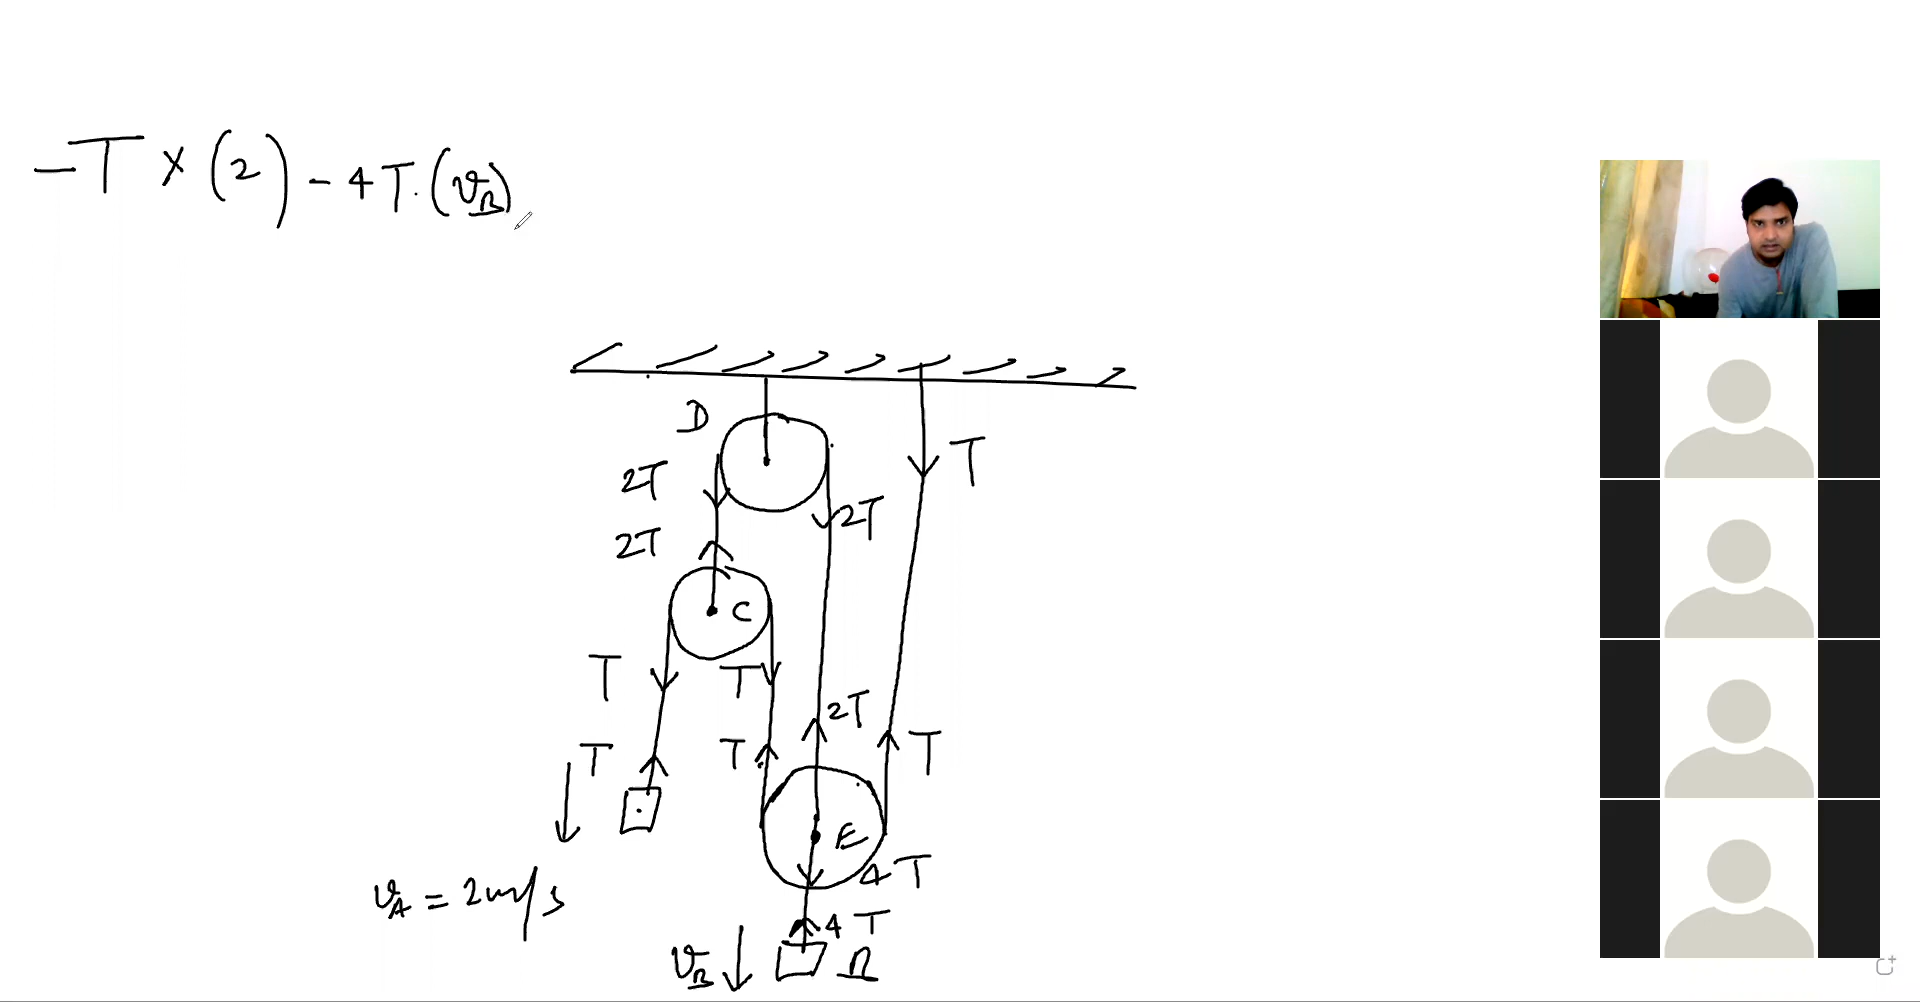 -T × (2) - 4T.(v_B)
D
2T
T
2T
2T
C
T
T
2T
T
T
T
E
4T
v_A = 2m/s
4T
v_B
B